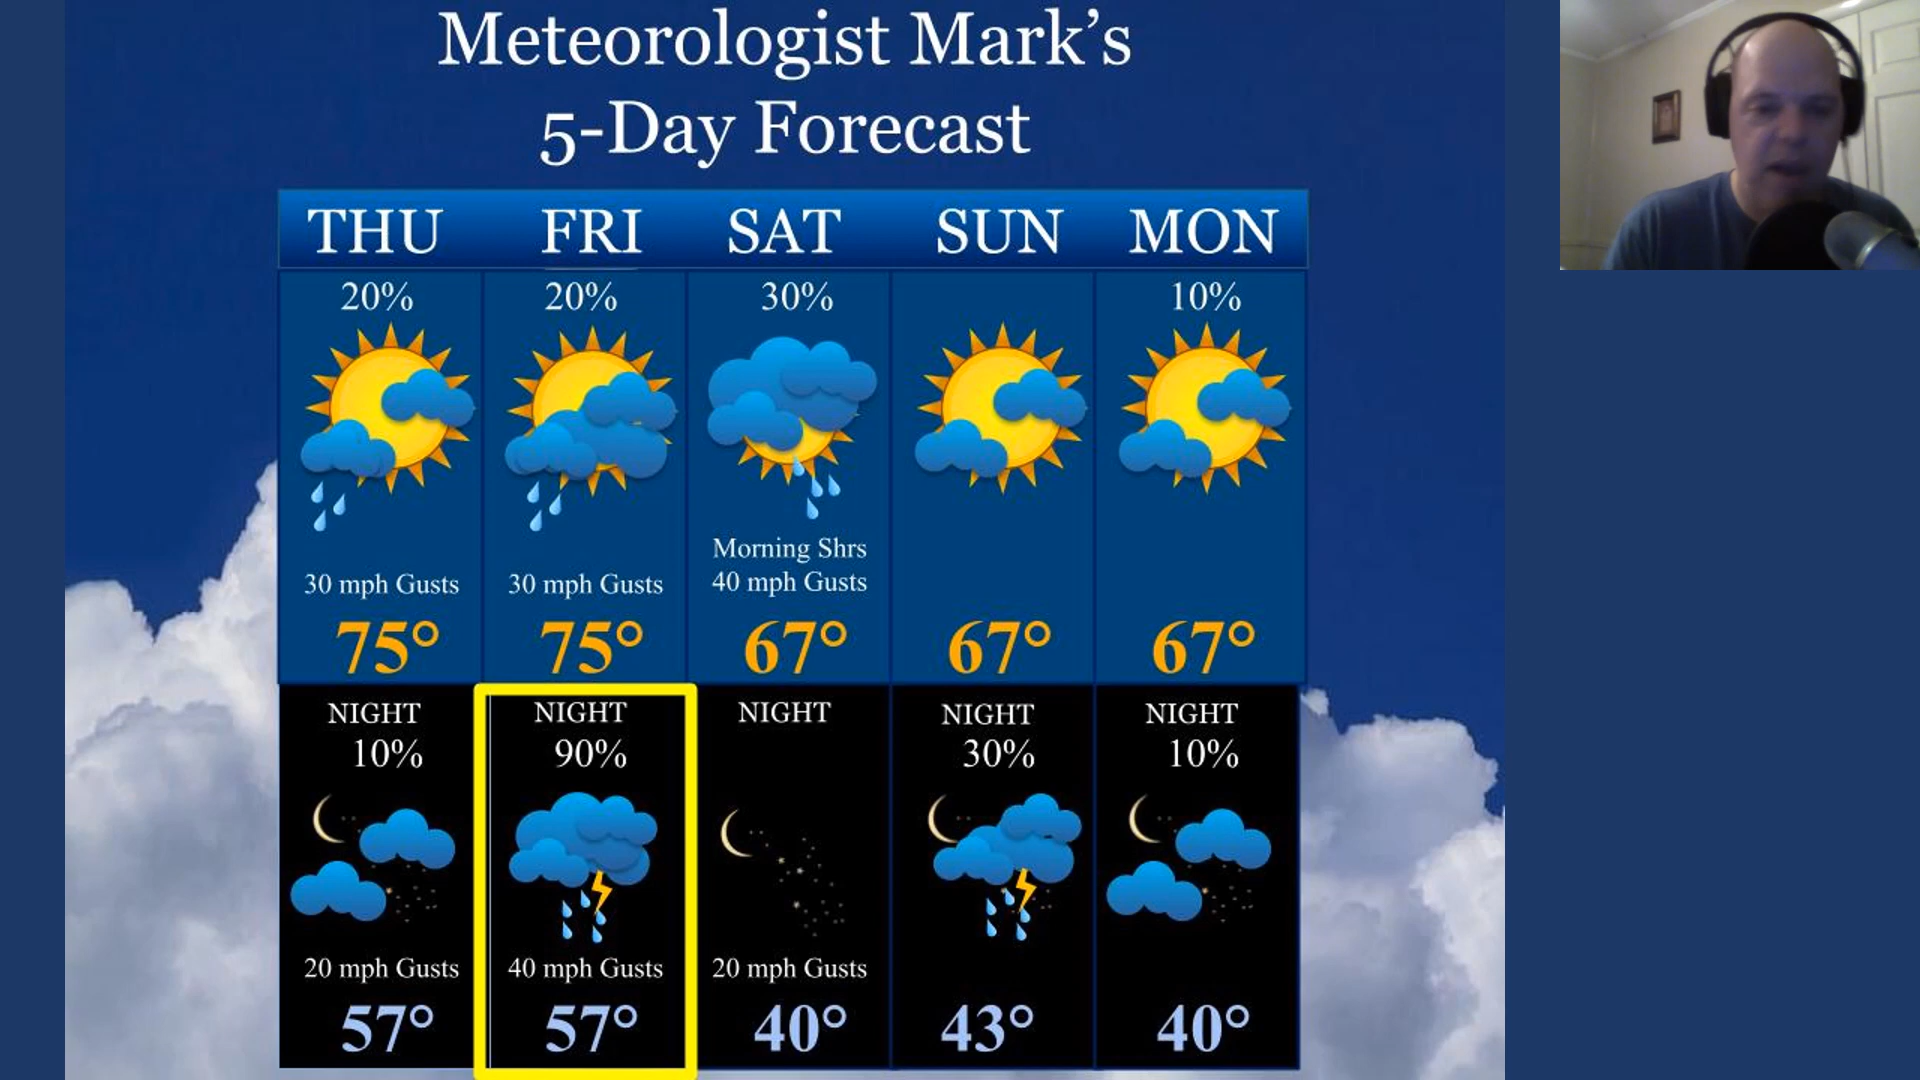 Meteorologist Mark's
5-Day Forecast
THU FRI SAT SUN MON
20% 20% 30% 10%
Morning Shrs
30 mph Gusts 30 mph Gusts 40 mph Gusts
75° 75° 67° 67° 67°
NIGHT NIGHT NIGHT NIGHT NIGHT
10% 90% 30% 10%
20 mph Gusts 40 mph Gusts 20 mph Gusts
57° 57° 40° 43° 40°